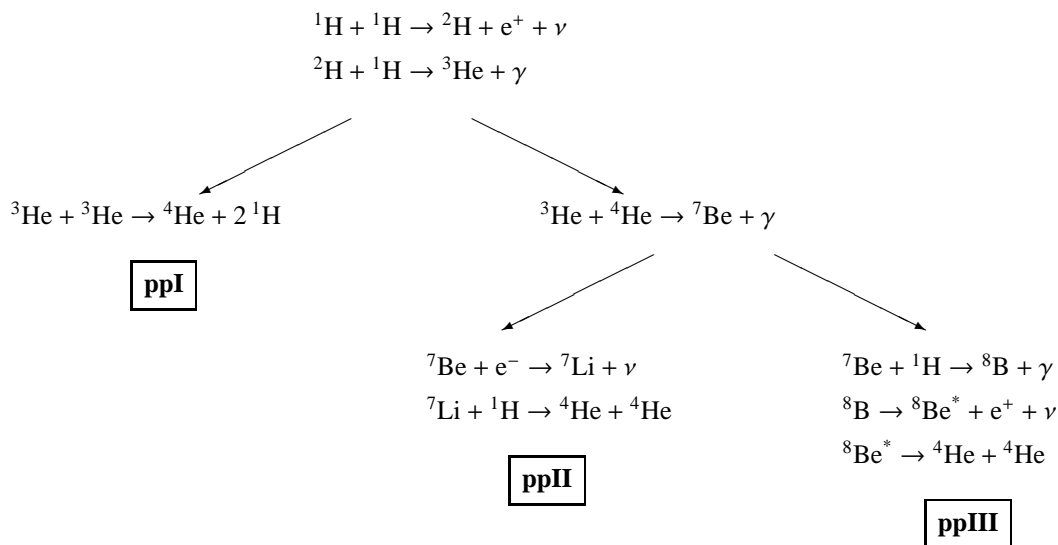 ¹H + ¹H → ²H + e⁺ + ν
²H + ¹H → ³He + γ
³He + ³He → ⁴He + 2 ¹H
ppI
³He + ⁴He → ⁷Be + γ
⁷Be + e⁻ → ⁷Li + ν
⁷Li + ¹H → ⁴He + ⁴He
ppII
⁷Be + ¹H → ⁸B + γ
⁸B → ⁸Be* + e⁺ + ν
⁸Be* → ⁴He + ⁴He
ppIII